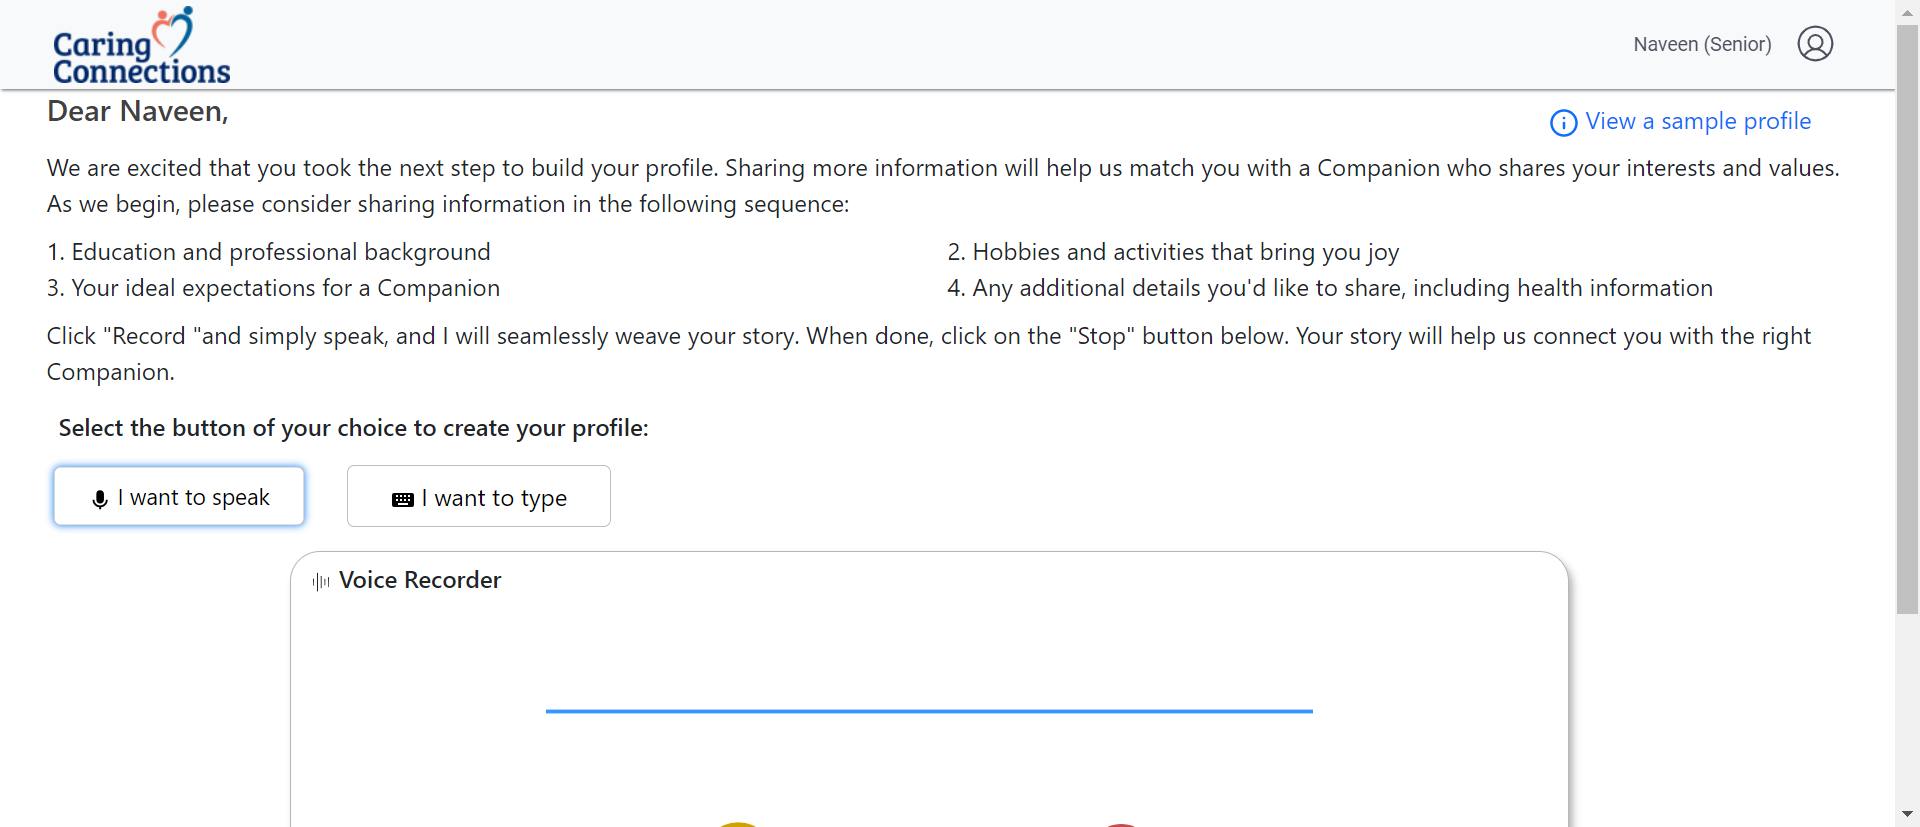 Caring
Connections
Naveen (Senior)
Dear Naveen,
View a sample profile
We are excited that you took the next step to build your profile. Sharing more information will help us match you with a Companion who shares your interests and values.
As we begin, please consider sharing information in the following sequence:
1. Education and professional background
2. Hobbies and activities that bring you joy
3. Your ideal expectations for a Companion
4. Any additional details you'd like to share, including health information
Click "Record "and simply speak, and I will seamlessly weave your story. When done, click on the "Stop" button below. Your story will help us connect you with the right
Companion.
Select the button of your choice to create your profile:
I want to speak
I want to type
Voice Recorder